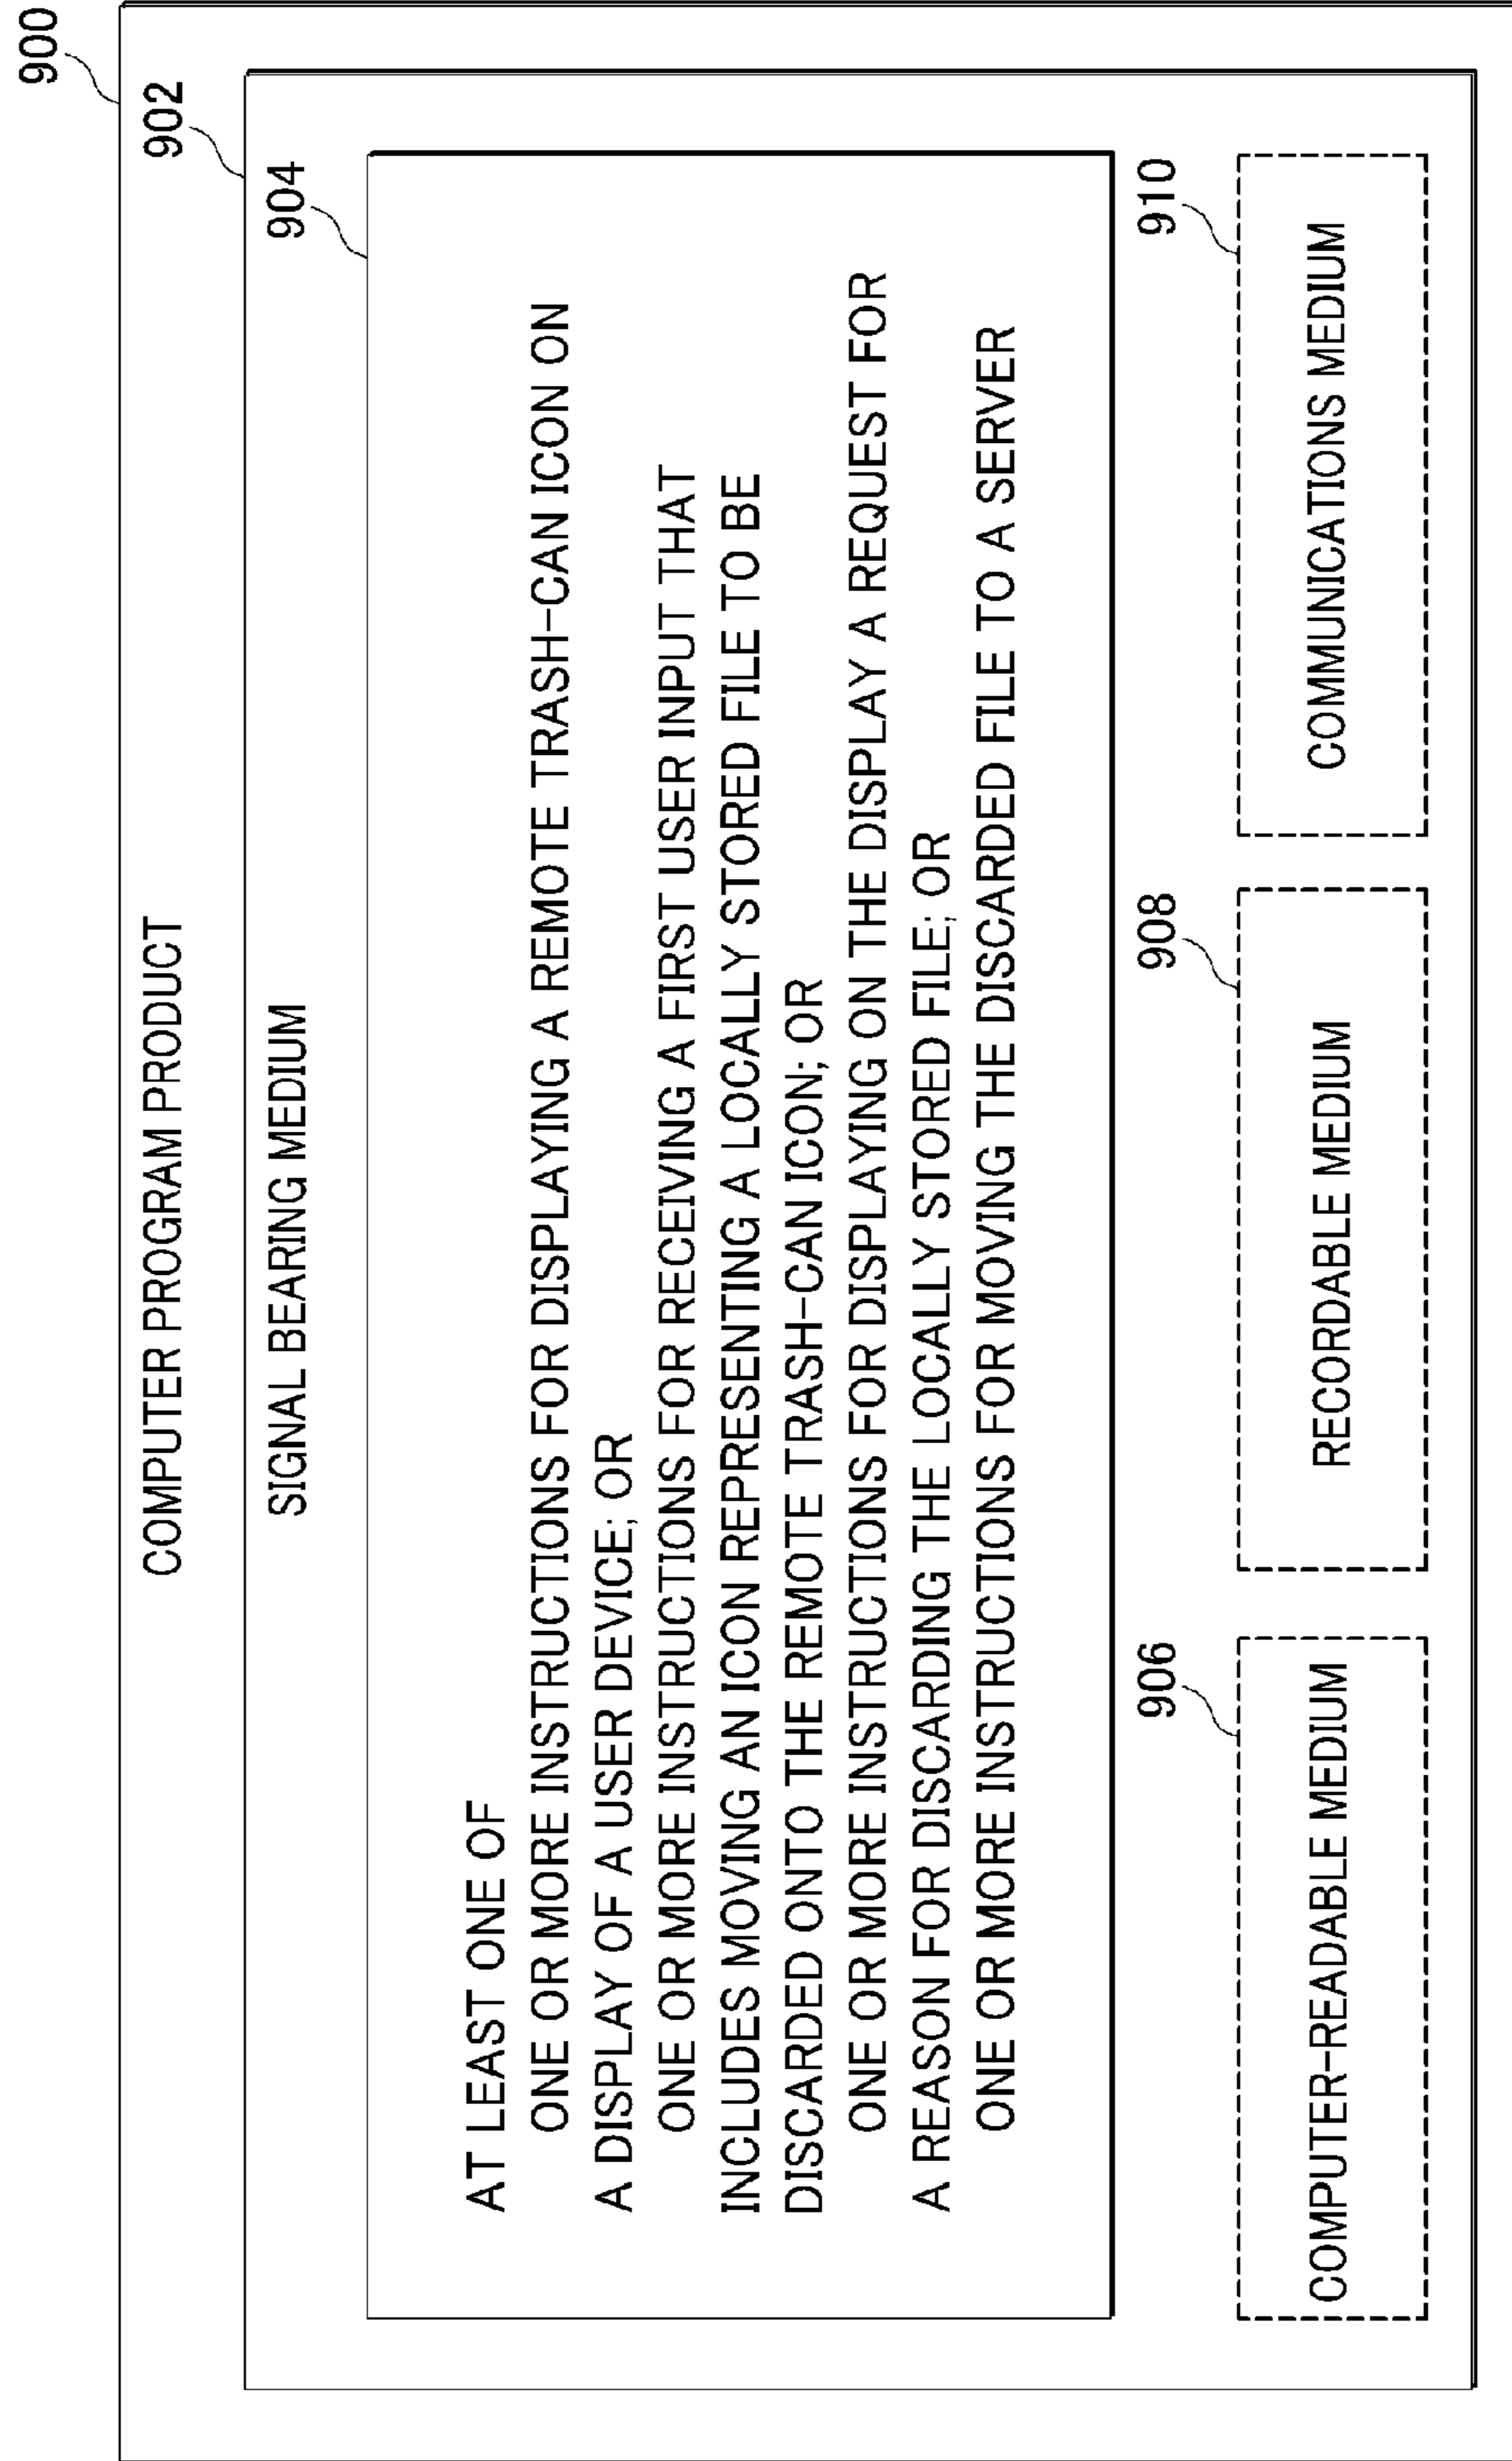 900
COMPUTER PROGRAM PRODUCT
902
SIGNAL BEARING MEDIUM
904
AT LEAST ONE OF
ONE OR MORE INSTRUCTIONS FOR DISPLAYING A REMOTE TRASH-CAN ICON ON
A DISPLAY OF A USER DEVICE; OR
ONE OR MORE INSTRUCTIONS FOR RECEIVING A FIRST USER INPUT THAT
INCLUDES MOVING AN ICON REPRESENTING A LOCALLY STORED FILE TO BE
DISCARDED ONTO THE REMOTE TRASH-CAN ICON; OR
ONE OR MORE INSTRUCTIONS FOR DISPLAYING ON THE DISPLAY A REQUEST FOR
A REASON FOR DISCARDING THE LOCALLY STORED FILE; OR
ONE OR MORE INSTRUCTIONS FOR MOVING THE DISCARDED FILE TO A SERVER
906
COMPUTER-READABLE MEDIUM
908
RECORDABLE MEDIUM
910
COMMUNICATIONS MEDIUM